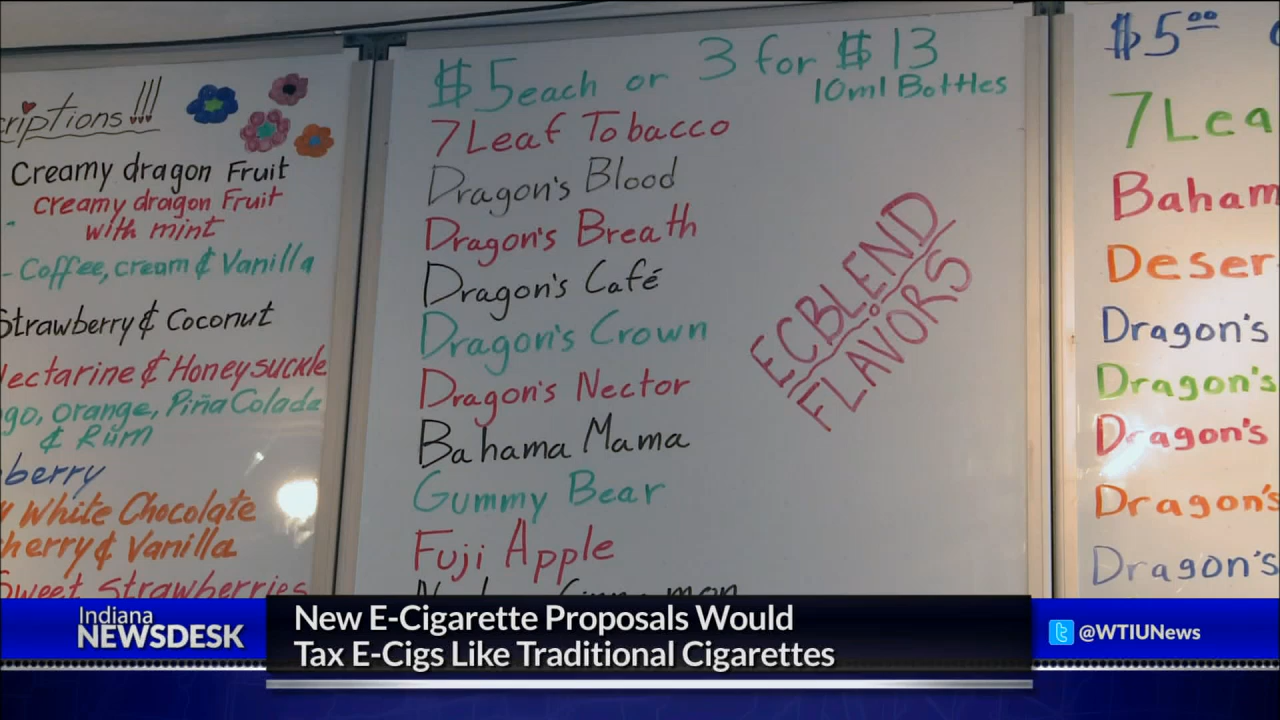 criptions!!!
Creamy dragon Fruit
creamy dragon Fruit
with mint
- Coffee, cream & Vanilla
Strawberry & Coconut
Nectarine & Honeysuckle
go, orange, Piña Colada
& Rum
berry
y White Chocolate
herry & Vanilla
Sweet Strawberries
$5 each or 3 for $13
10ml Bottles
7 Leaf Tobacco
Dragon's Blood
Dragon's Breath
Dragon's Café
Dragon's Crown
Dragon's Nector
Bahama Mama
Gummy Bear
Fuji Apple
ECBLEND
FLAVORS
$5.00
7 Lea
Baham
Deser
Dragon's
Dragon's
Dragon's
Dragon's
Dragon's
Indiana
NEWSDESK
New E-Cigarette Proposals Would
Tax E-Cigs Like Traditional Cigarettes
@WTIUNews